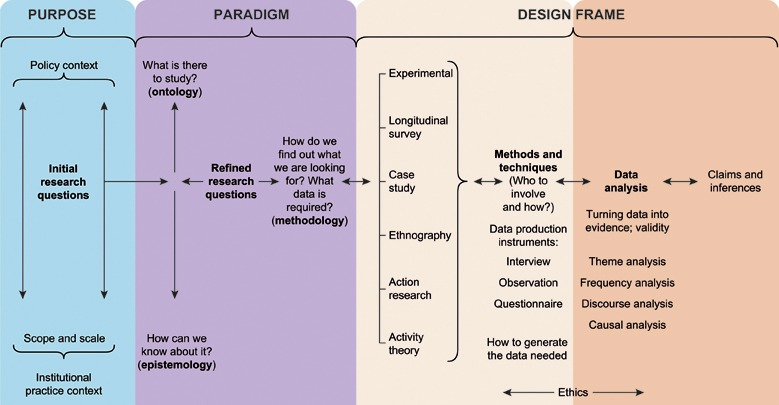 PURPOSE
PARADIGM
DESIGN FRAME
Policy context
Initial
research
questions
Scope and scale
Institutional
practice context
What is there
to study?
(ontology)
Refined
research
questions
How can we
know about it?
(epistemology)
How do we
find out what
we are looking
for? What
data is
required?
(methodology)
Experimental
Longitudinal
survey
Case
study
Ethnography
Action
research
Activity
theory
Methods and
techniques
(Who to
involve
and how?)
Data production
instruments:
Interview
Observation
Questionnaire
How to generate
the data needed
Data
analysis
Turning data into
evidence; validity
Theme analysis
Frequency analysis
Discourse analysis
Causal analysis
Claims and
inferences
Ethics